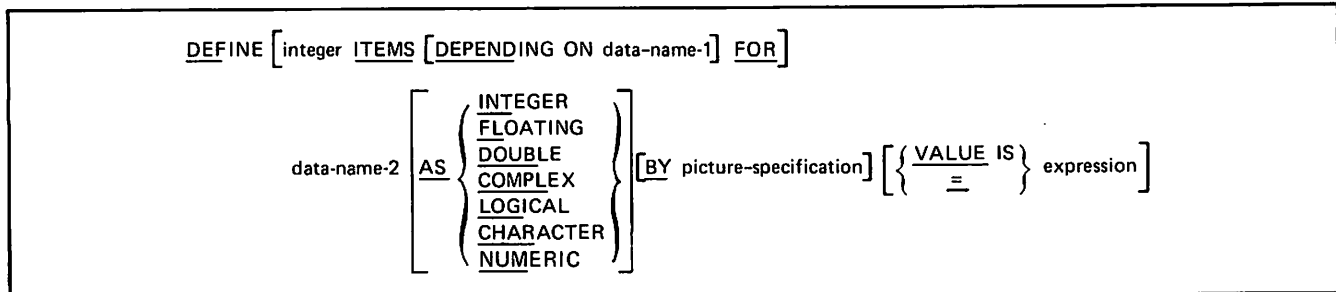 DEFINE [integer ITEMS [DEPENDING ON data-name-1] FOR]
data-name-2 [AS { INTEGER
FLOATING
DOUBLE
COMPLEX
LOGICAL
CHARACTER
NUMERIC }] [BY picture-specification] [{ VALUE IS
= } expression]